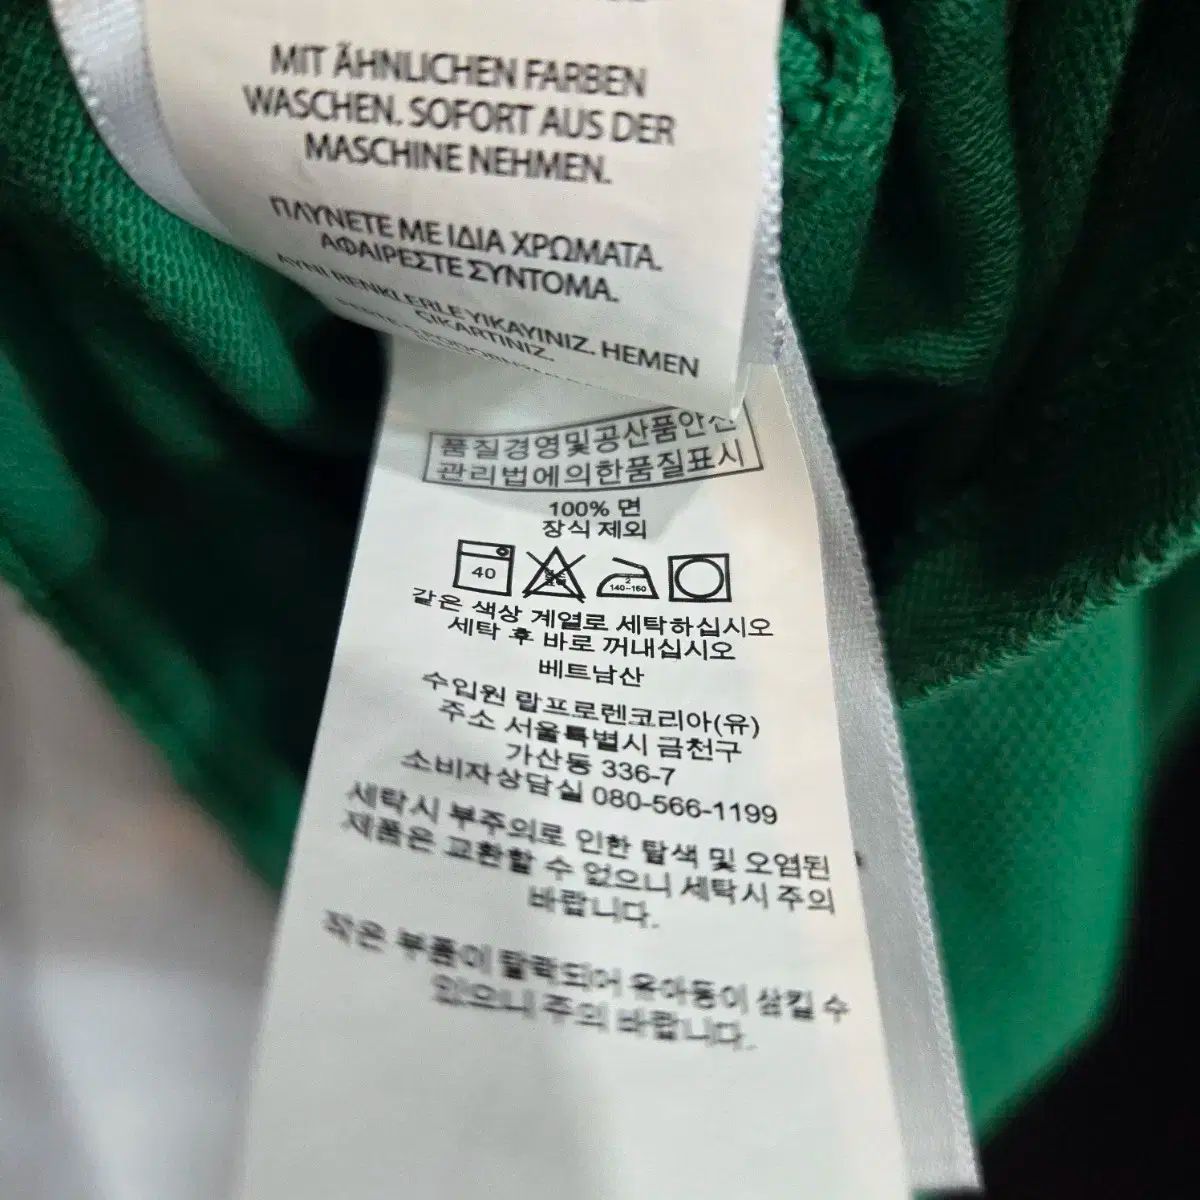 MIT ÄHNLICHEN FARBEN
WASCHEN. SOFORT AUS DER
MASCHINE NEHMEN.
ΠΛΥΝΕΤΕ ΜΕ ΙΔΙΑ ΧΡΩΜΑΤΑ.
ΑΦΑΙΡΕΣΤΕ ΣΥΝΤΟΜΑ.
AYNI RENKLERLE YIKAYINIZ. HEMEN
ÇIKARTINIZ.
품질경영및공산품안전
관리법에의한품질표시
100% 면
장식 제외
40
2
140-160
같은 색상 계열로 세탁하십시오
세탁 후 바로 꺼내십시오
베트남산
수입원 랄프로렌코리아(유)
주소 서울특별시 금천구
가산동 336-7
소비자상담실 080-566-1199
세탁시 부주의로 인한 탈색 및 오염된
제품은 교환할 수 없으니 세탁시 주의
바랍니다.
작은 부품이 탈락되어 유아동이 삼킬 수
있으니 주의 바랍니다.